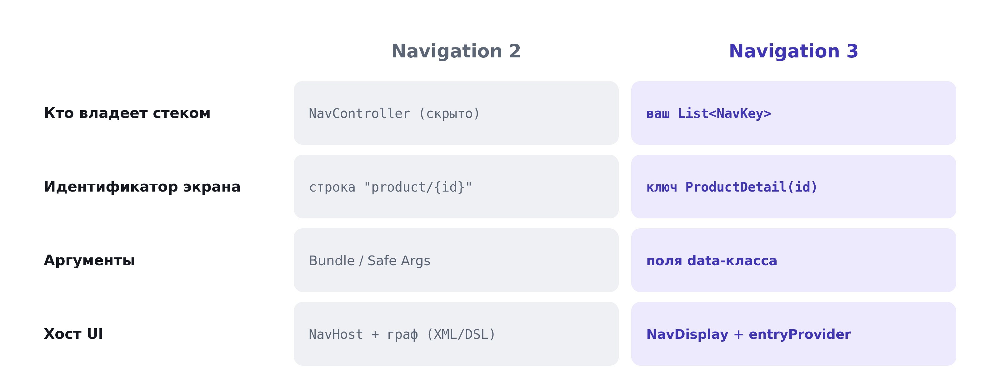 Navigation 2
Navigation 3
Кто владеет стеком
NavController (скрыто)
ваш List<NavKey>
Идентификатор экрана
строка "product/{id}"
ключ ProductDetail(id)
Аргументы
Bundle / Safe Args
поля data-класса
Хост UI
NavHost + граф (XML/DSL)
NavDisplay + entryProvider